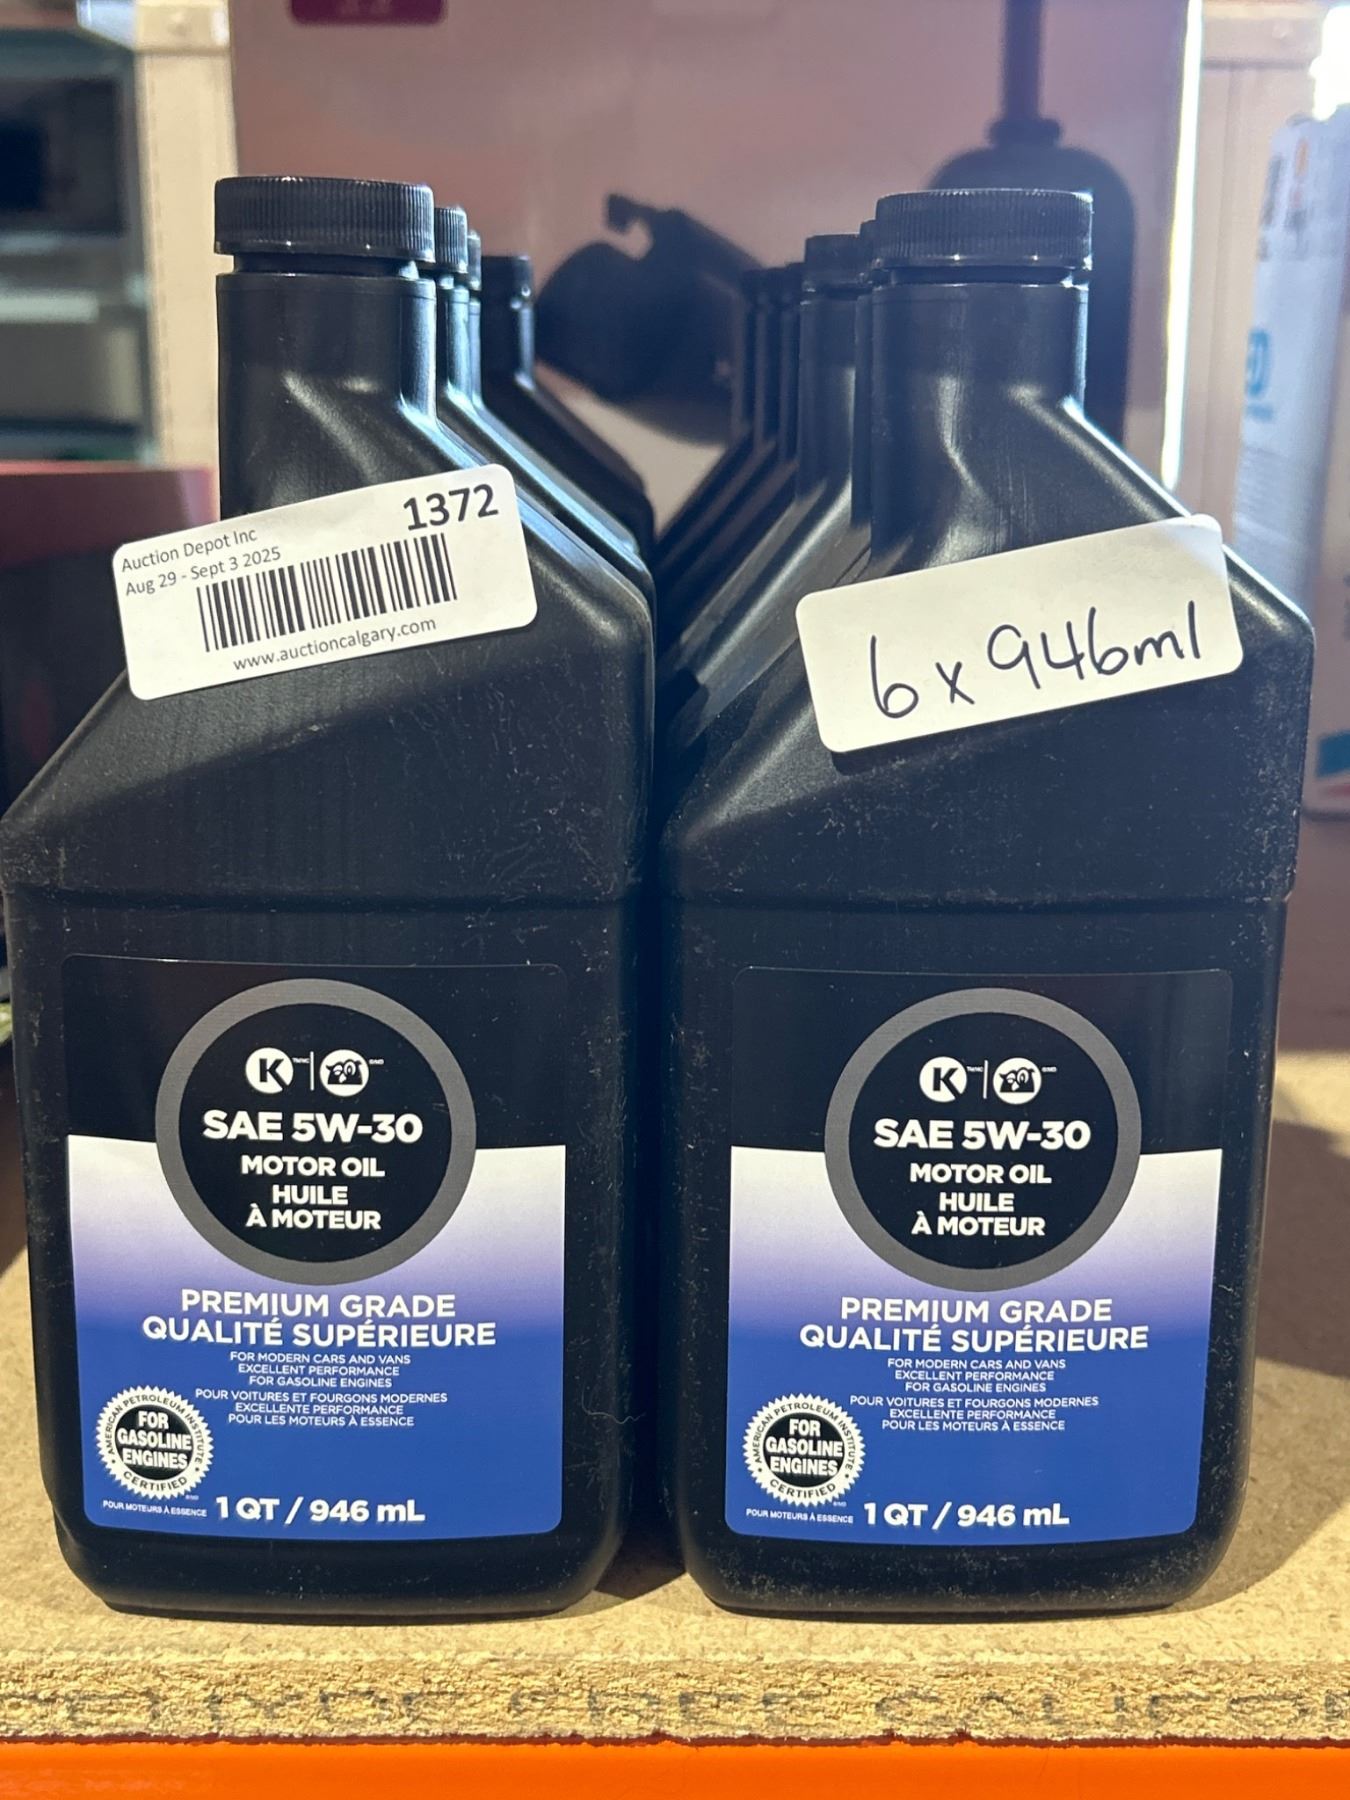 1372
Auction Depot Inc
Aug 29 - Sept 3 2025
www.auctioncalgary.com
6 x 946ml
K
SAE 5W-30
MOTOR OIL
HUILE
À MOTEUR
PREMIUM GRADE
QUALITÉ SUPÉRIEURE
FOR MODERN CARS AND VANS
EXCELLENT PERFORMANCE
FOR GASOLINE ENGINES
POUR VOITURES ET FOURGONS MODERNES
EXCELLENTE PERFORMANCE
POUR LES MOTEURS À ESSENCE
AMERICAN PETROLEUM INSTITUTE
FOR
GASOLINE
ENGINES
CERTIFIED
POUR MOTEURS À ESSENCE
1 QT / 946 mL
K
SAE 5W-30
MOTOR OIL
HUILE
À MOTEUR
PREMIUM GRADE
QUALITÉ SUPÉRIEURE
FOR MODERN CARS AND VANS
EXCELLENT PERFORMANCE
FOR GASOLINE ENGINES
POUR VOITURES ET FOURGONS MODERNES
EXCELLENTE PERFORMANCE
POUR LES MOTEURS À ESSENCE
AMERICAN PETROLEUM INSTITUTE
FOR
GASOLINE
ENGINES
CERTIFIED
POUR MOTEURS À ESSENCE
1 QT / 946 mL